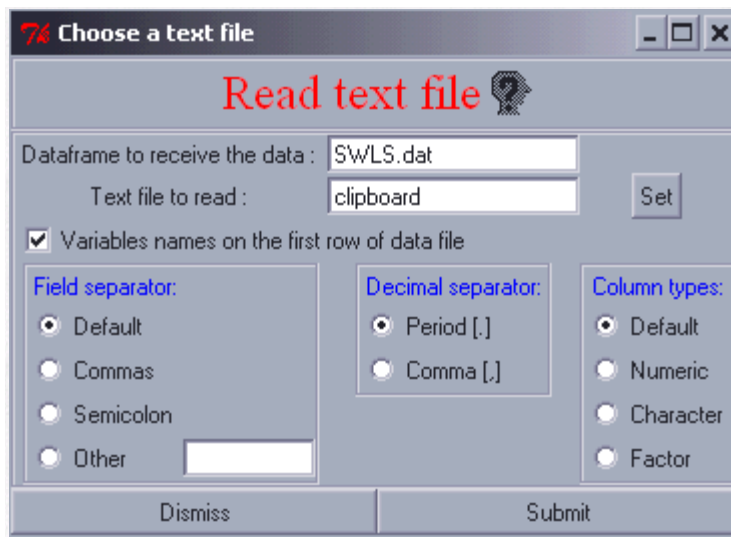 Choose a text file
Read text file
Dataframe to receive the data : SWLS.dat
Text file to read : clipboard Set
Variables names on the first row of data file
Field separator: Decimal separator: Column types:
Default Period [.] Default
Commas Comma [,] Numeric
Semicolon Character
Other Factor
Dismiss Submit